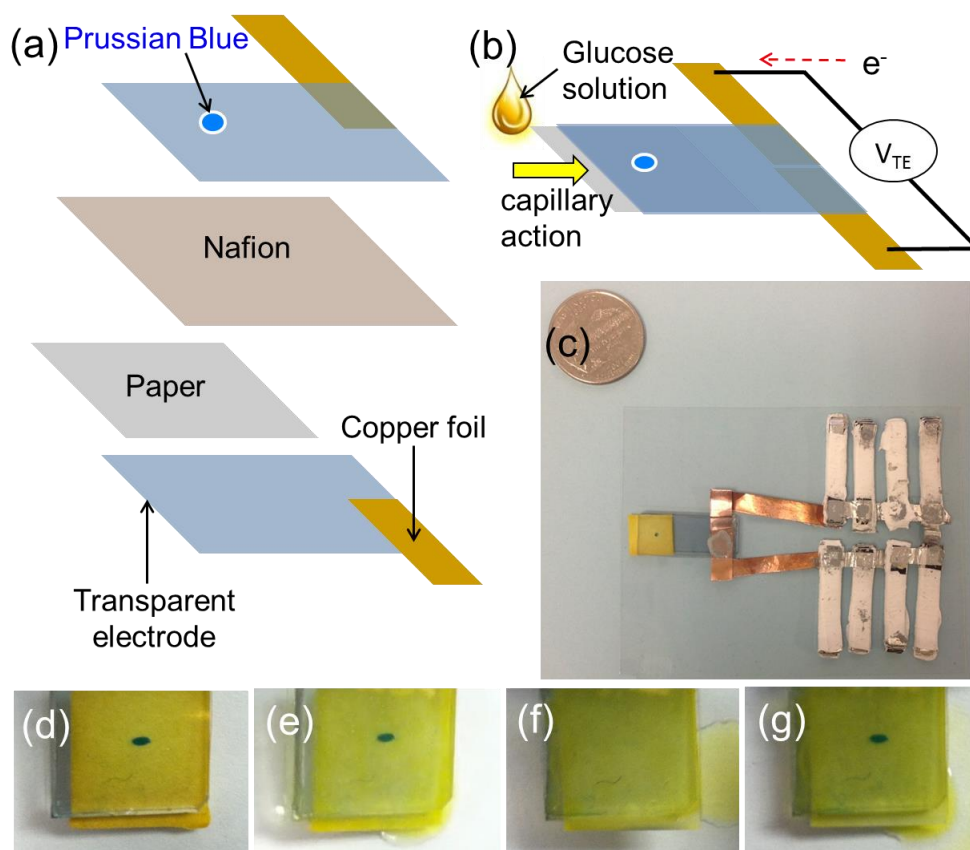 (a)
Prussian Blue
Nafion
Paper
Copper foil
Transparent
electrode
(b)
Glucose
solution
e-
VTE
capillary
action
(c)
(d)
(e)
(f)
(g)